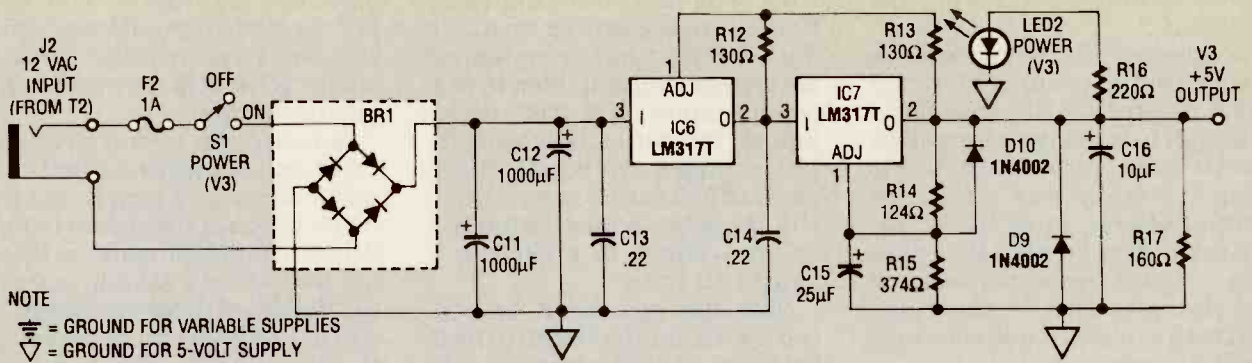 J2
12 VAC
INPUT
(FROM T2)
F2
1A
OFF
ON
S1
POWER
(V3)
BR1
C11
1000µF
C12
1000µF
C13
.22
3
I
ADJ
1
IC6
O
LM317T
2
R12
130Ω
C14
.22
3
I
IC7
LM317T
O
ADJ
1
2
R13
130Ω
R14
124Ω
R15
374Ω
C15
25µF
D10
1N4002
D9
1N4002
LED2
POWER
(V3)
R16
220Ω
C16
10µF
R17
160Ω
V3
+5V
OUTPUT
NOTE
= GROUND FOR VARIABLE SUPPLIES
= GROUND FOR 5-VOLT SUPPLY